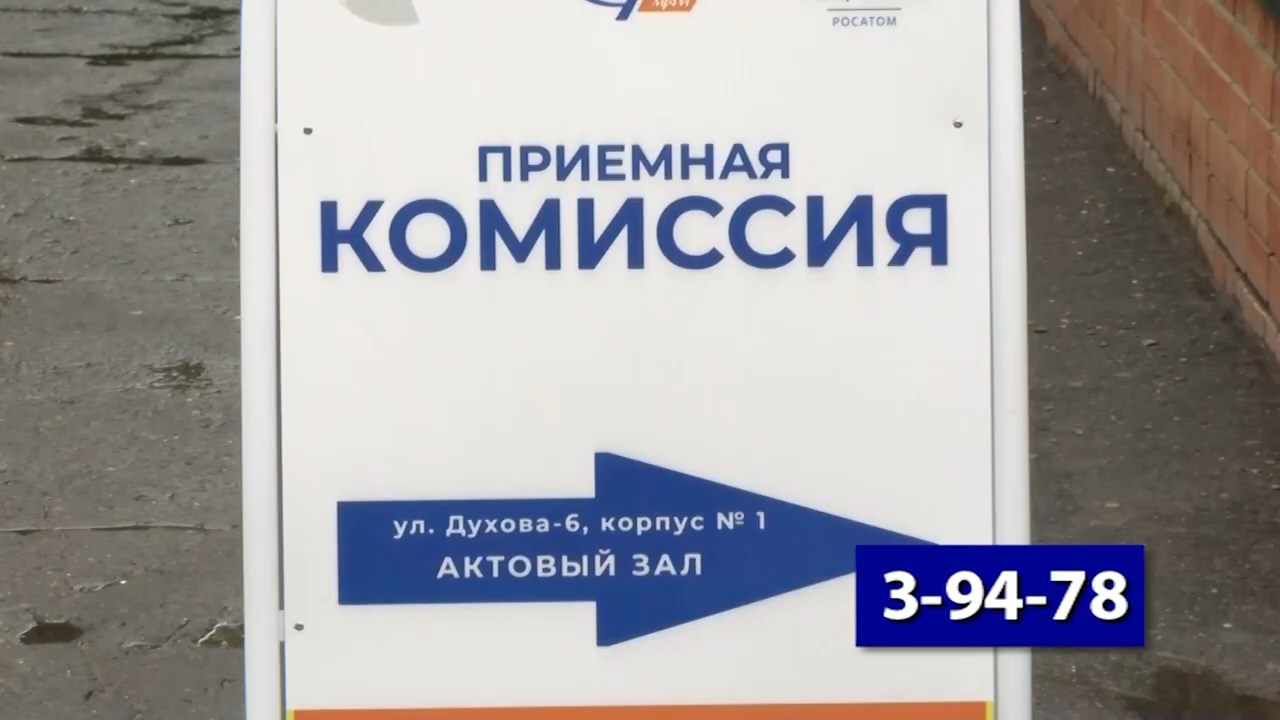 РОСАТОМ
ПРИЕМНАЯ
КОМИССИЯ
ул. Духова-6, корпус № 1
АКТОВЫЙ ЗАЛ
3-94-78